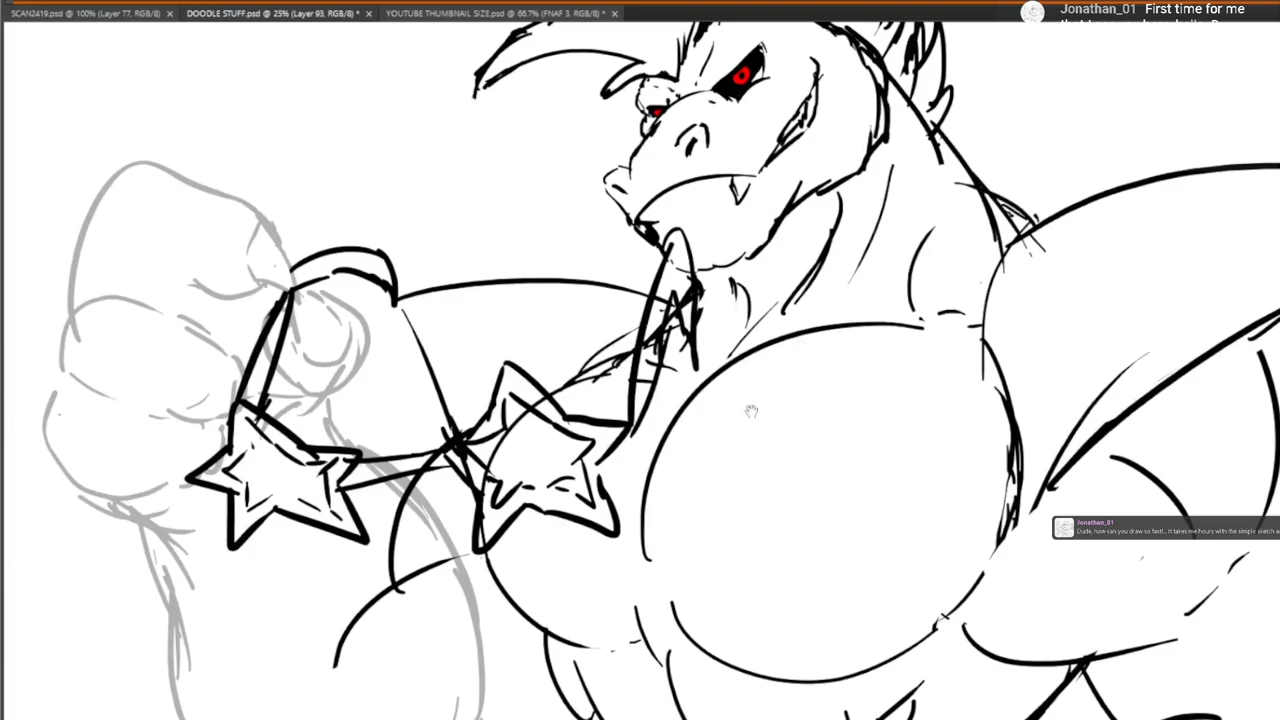 SCAN2419.psd @ 100% (Layer 77, RGB/8)
DOODLE STUFF.psd @ 25% (Layer 93, RGB/8) *
YOUTUBE THUMBNAIL SIZE.psd @ 66.7% (FNAF 3, RGB/8) *
Jonathan_01 First time for me
Jonathan_01
Dude, how can you draw so fast!.. It takes me hours with the simple sketch a